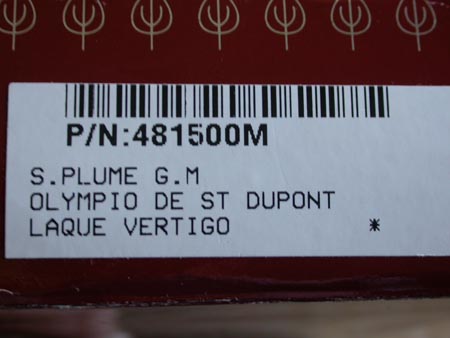 P/N:481500M
S.PLUME G.M
OLYMPIO DE ST DUPONT
LAQUE VERTIGO *